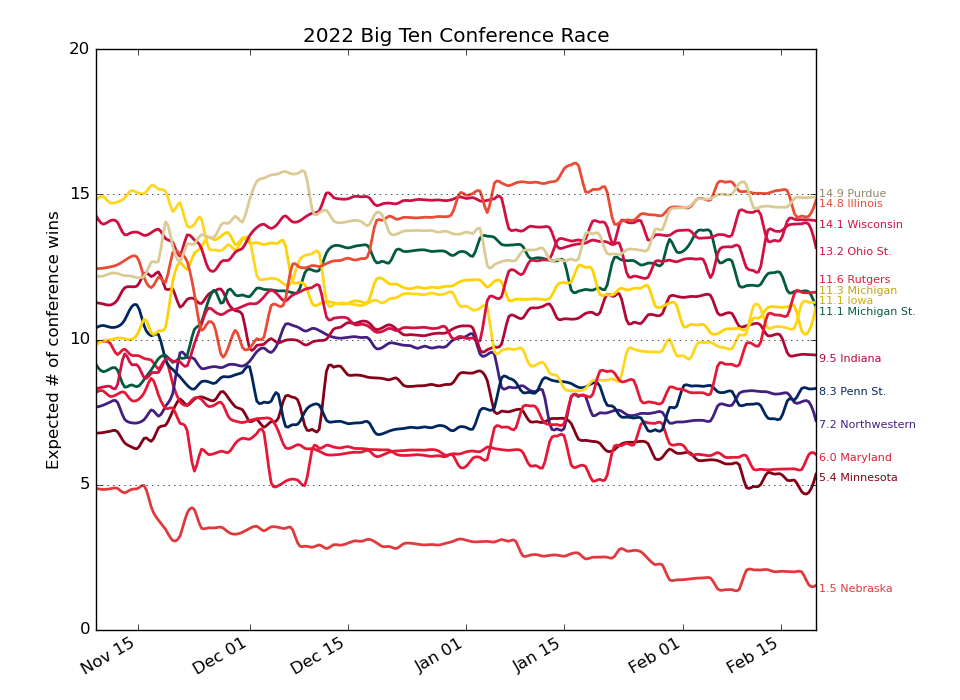 2022 Big Ten Conference Race
Expected # of conference wins
20
15
10
5
0
14.9 Purdue
14.8 Illinois
14.1 Wisconsin
13.2 Ohio St.
11.6 Rutgers
11.3 Michigan
11.1 Iowa
11.1 Michigan St.
9.5 Indiana
8.3 Penn St.
7.2 Northwestern
6.0 Maryland
5.4 Minnesota
1.5 Nebraska
Nov 15
Dec 01
Dec 15
Jan 01
Jan 15
Feb 01
Feb 15